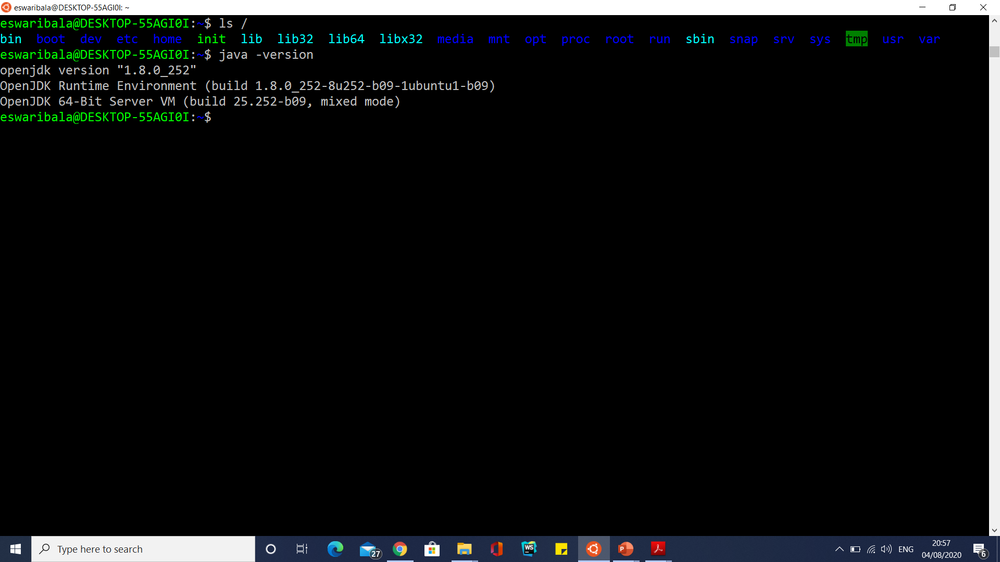 eswaribala@DESKTOP-55AGI0I: ~
eswaribala@DESKTOP-55AGI0I:~$ ls /
bin boot dev etc home init lib lib32 lib64 libx32 media mnt opt proc root run sbin snap srv sys tmp usr var
eswaribala@DESKTOP-55AGI0I:~$ java -version
openjdk version "1.8.0_252"
OpenJDK Runtime Environment (build 1.8.0_252-8u252-b09-1ubuntu1-b09)
OpenJDK 64-Bit Server VM (build 25.252-b09, mixed mode)
eswaribala@DESKTOP-55AGI0I:~$
Type here to search
27
WS
P
ENG
20:57
04/08/2020
6